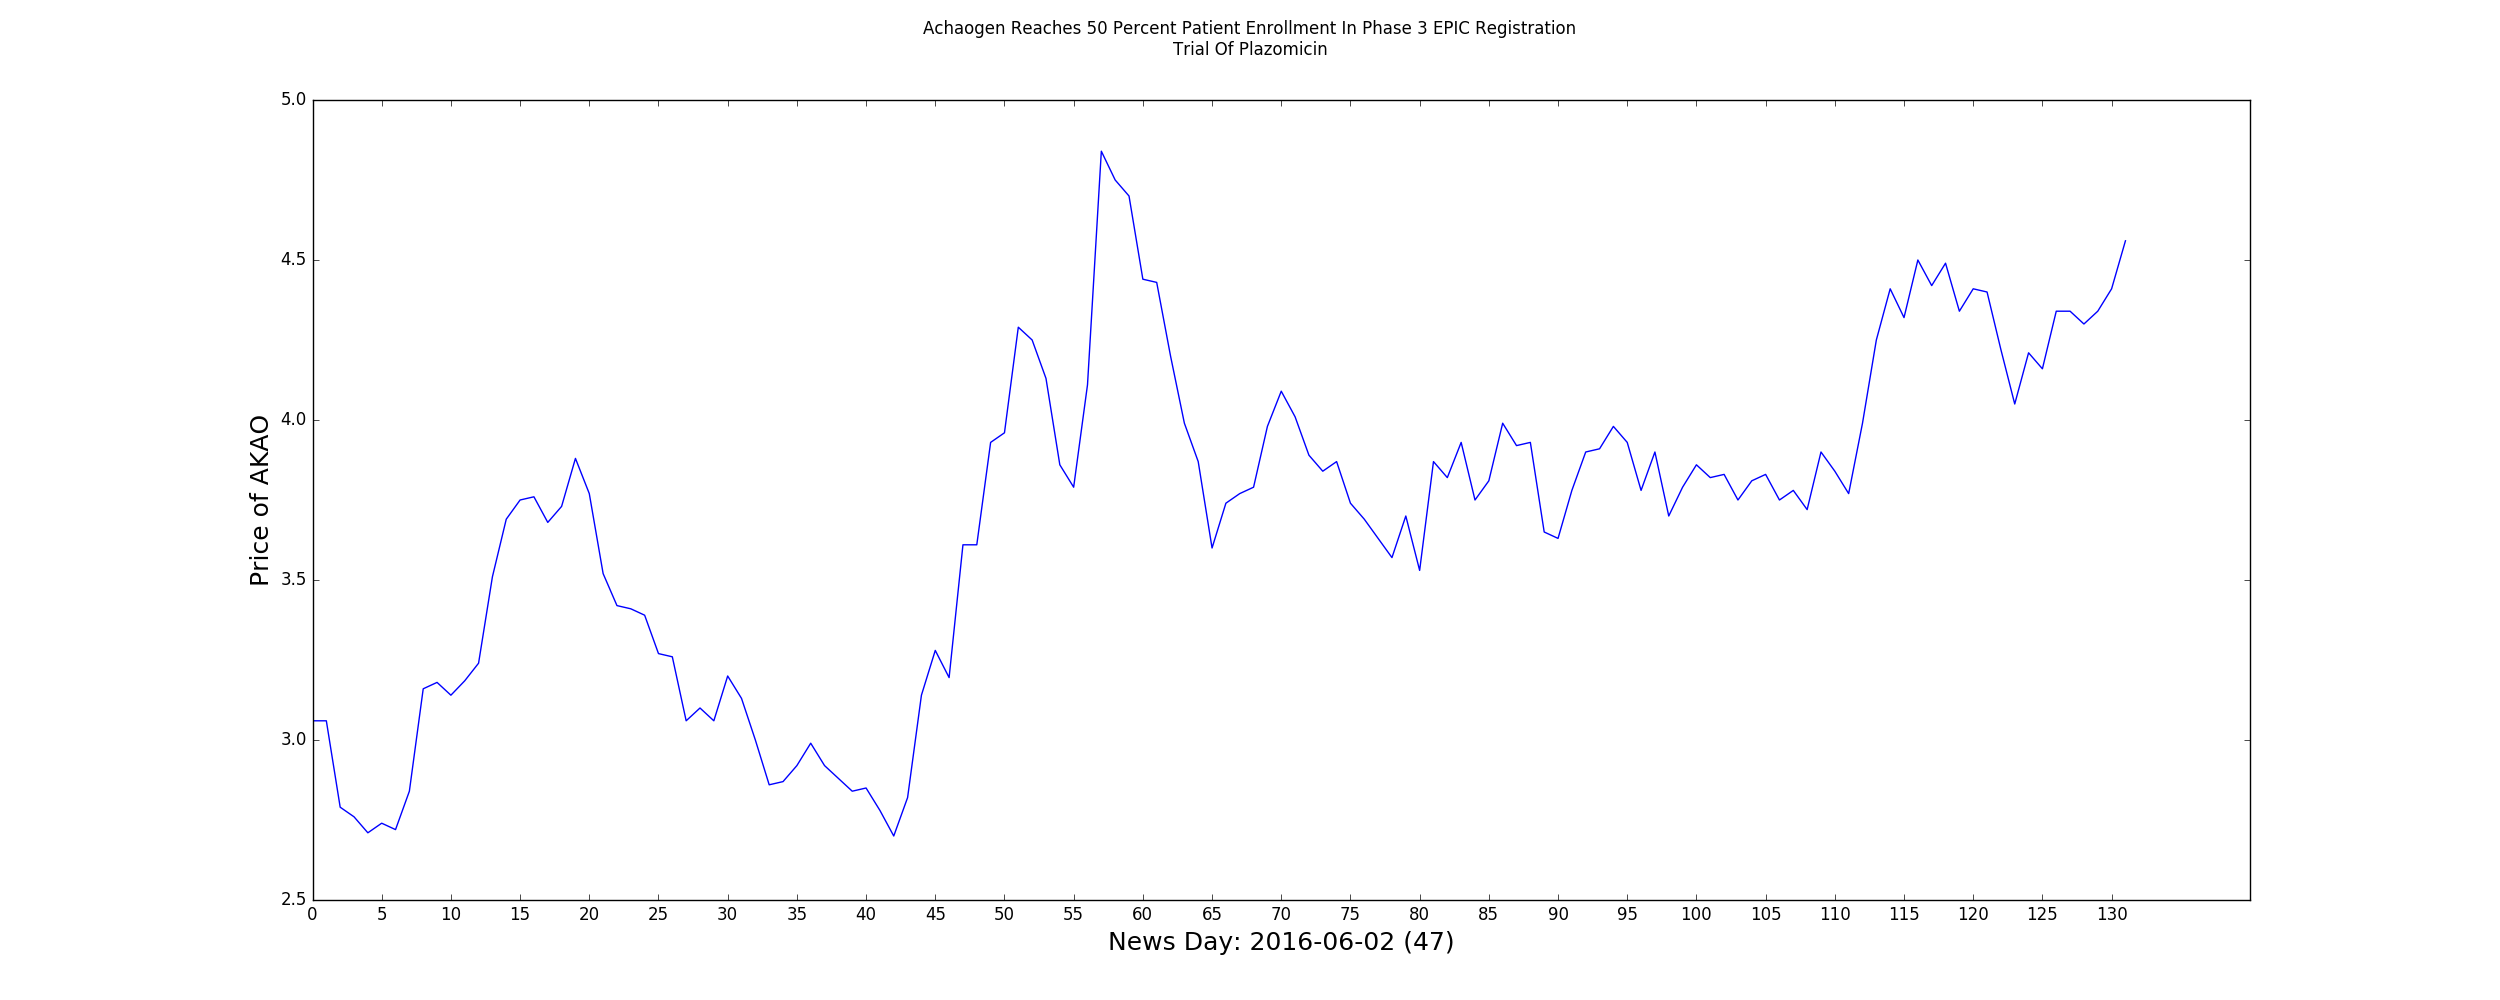 Achaogen Reaches 50 Percent Patient Enrollment In Phase 3 EPIC Registration
Trial Of Plazomicin
5.0
4.5
4.0
3.5
3.0
2.5
Price of AKAO
0 5 10 15 20 25 30 35 40 45 50 55 60 65 70 75 80 85 90 95 100 105 110 115 120 125 130
News Day: 2016-06-02 (47)